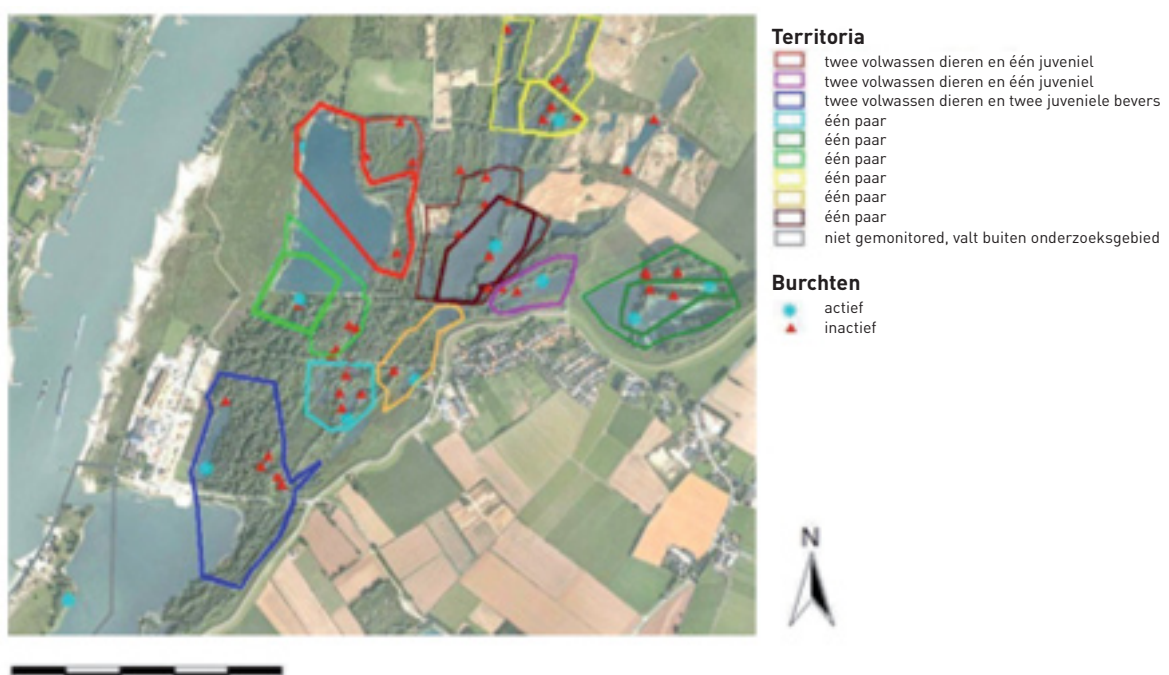 Territoria
twee volwassen dieren en één juveniel
twee volwassen dieren en één juveniel
twee volwassen dieren en twee juveniele bevers
één paar
één paar
één paar
één paar
één paar
één paar
niet gemonitored, valt buiten onderzoeksgebied
Burchten
actief
inactief
N